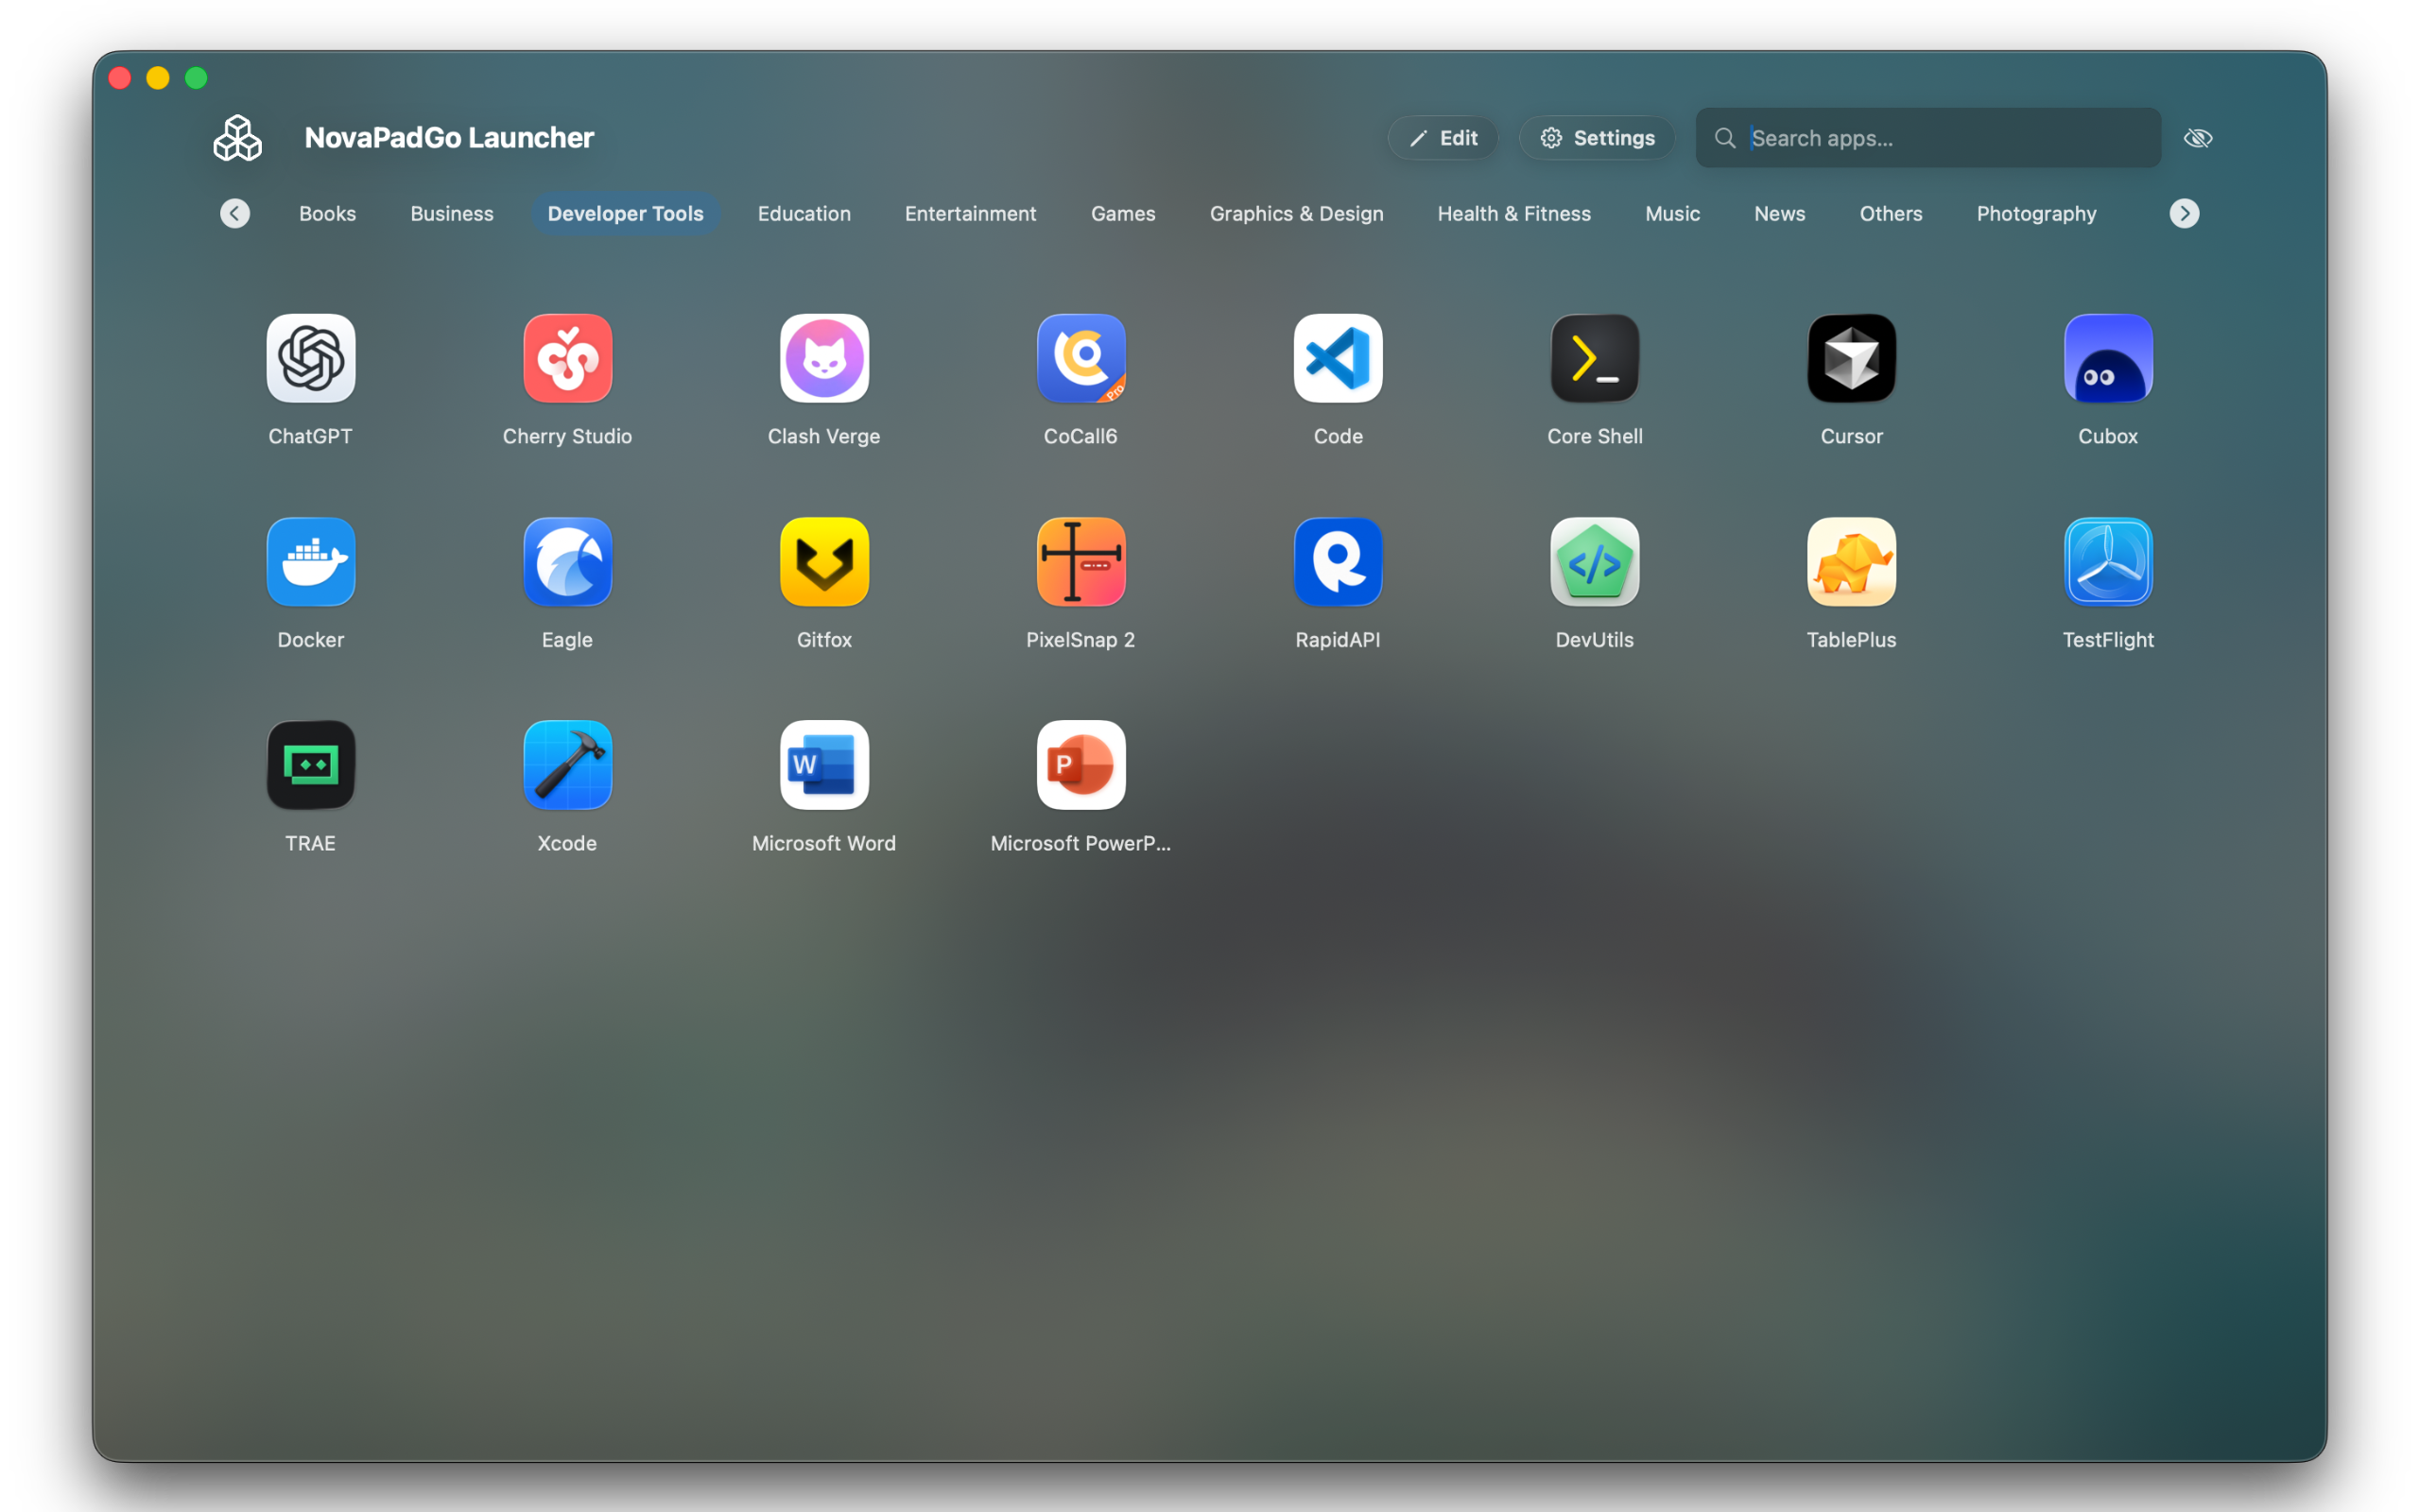 NovaPadGo Launcher
Edit
Settings
Search apps...
Books
Business
Developer Tools
Education
Entertainment
Games
Graphics & Design
Health & Fitness
Music
News
Others
Photography
Pro
ChatGPT
Cherry Studio
Clash Verge
CoCall6
Code
Core Shell
Cursor
Cubox
Docker
Eagle
Gitfox
PixelSnap 2
RapidAPI
DevUtils
TablePlus
TestFlight
W
P
TRAE
Xcode
Microsoft Word
Microsoft PowerP...